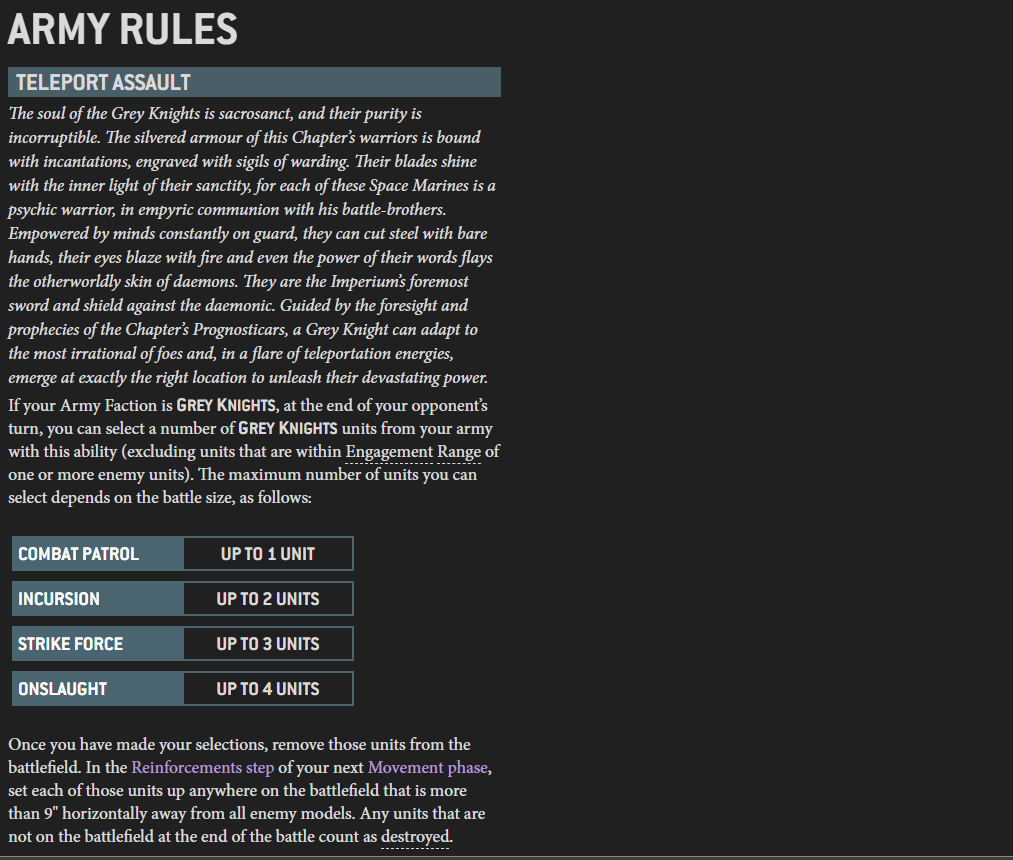 ARMY RULES
TELEPORT ASSAULT
The soul of the Grey Knights is sacrosanct, and their purity is
incorruptible. The silvered armour of this Chapter’s warriors is bound
with incantations, engraved with sigils of warding. Their blades shine
with the inner light of their sanctity, for each of these Space Marines is a
psychic warrior, in empyric communion with his battle-brothers.
Empowered by minds constantly on guard, they can cut steel with bare
hands, their eyes blaze with fire and even the power of their words flays
the otherworldly skin of daemons. They are the Imperium’s foremost
sword and shield against the daemonic. Guided by the foresight and
prophecies of the Chapter’s Prognosticars, a Grey Knight can adapt to
the most irrational of foes and, in a flare of teleportation energies,
emerge at exactly the right location to unleash their devastating power.
If your Army Faction is GREY KNIGHTS, at the end of your opponent’s
turn, you can select a number of GREY KNIGHTS units from your army
with this ability (excluding units that are within Engagement Range of
one or more enemy units). The maximum number of units you can
select depends on the battle size, as follows:
COMBAT PATROL UP TO 1 UNIT
INCURSION UP TO 2 UNITS
STRIKE FORCE UP TO 3 UNITS
ONSLAUGHT UP TO 4 UNITS
Once you have made your selections, remove those units from the
battlefield. In the Reinforcements step of your next Movement phase,
set each of those units up anywhere on the battlefield that is more
than 9" horizontally away from all enemy models. Any units that are
not on the battlefield at the end of the battle count as destroyed.